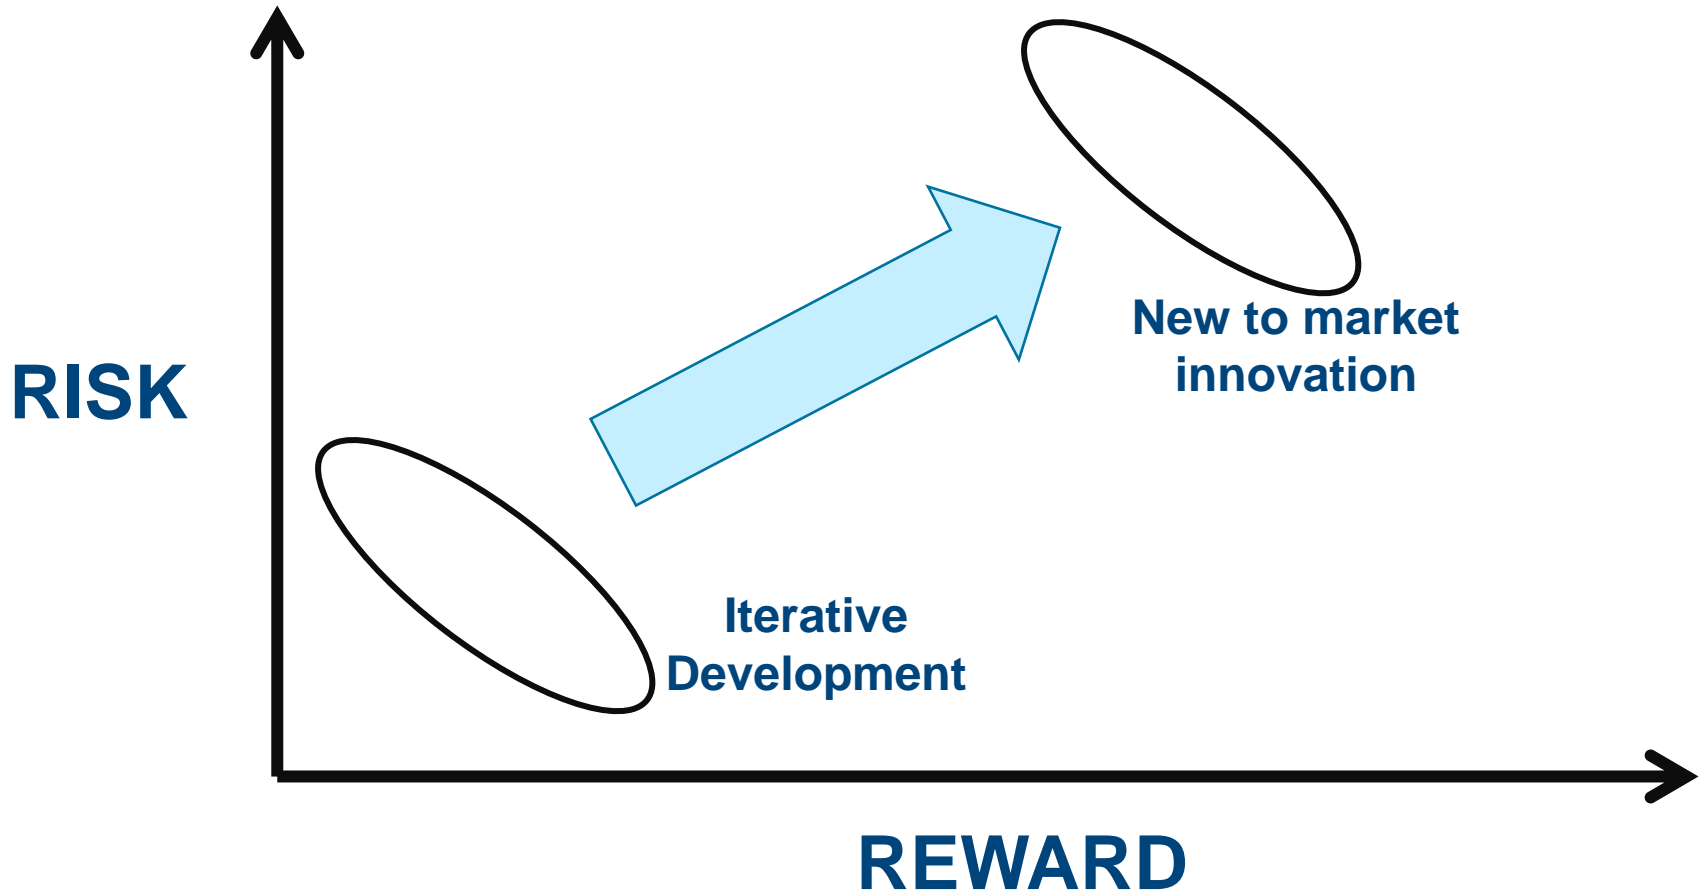 New to market
innovation
RISK
Iterative
Development
REWARD